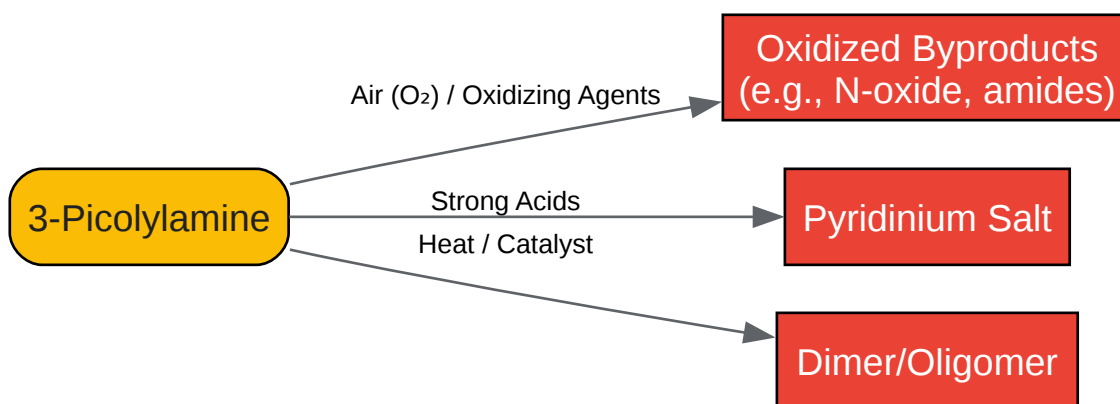 Oxidized Byproducts
(e.g., N-oxide, amides)
Air (O₂) / Oxidizing Agents
3-Picolylamine
Strong Acids
Pyridinium Salt
Heat / Catalyst
Dimer/Oligomer